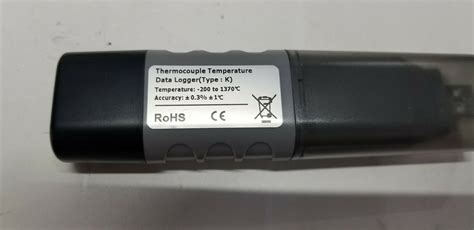 Thermocouple Temperature
Data Logger(Type : K)
Temperature: -200 to 1370℃
Accuracy: ±0.3% ±1℃
RoHS CE